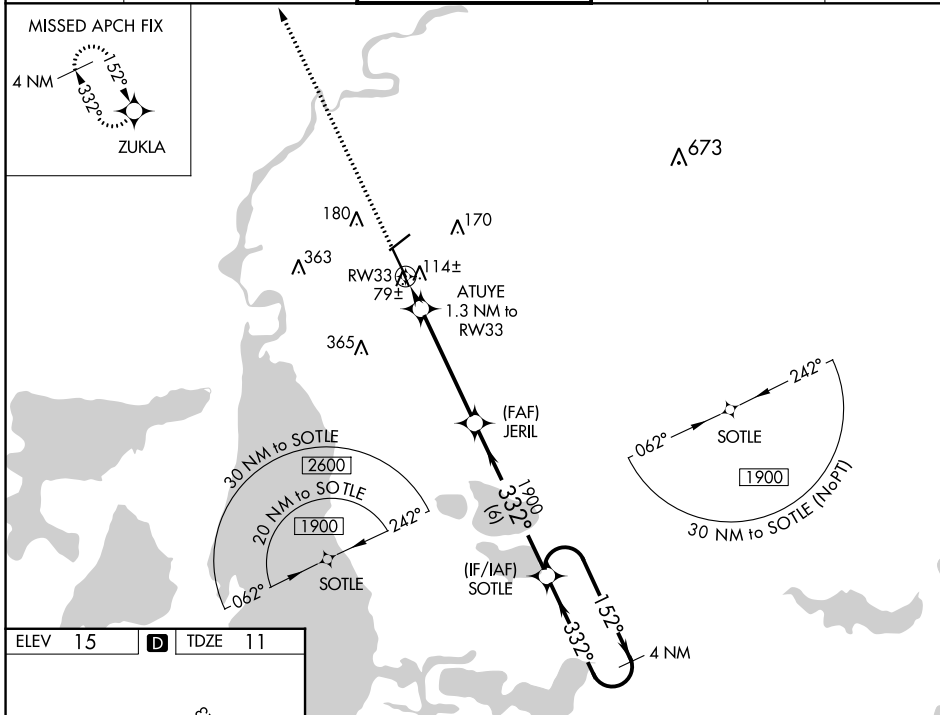 MISSED APCH FIX
4 NM
152°
332°
ZUKLA
673
180
170
363
RW33
114±
79±
ATUYE
1.3 NM to
RW33
365
(FAF)
JERIL
242°
062°
SOTLE
1900
30 NM to SOTLE (NoPT)
30 NM to SOTLE
2600
20 NM to SOTLE
1900
242°
062°
SOTLE
1900
332°
(6)
(IF/IAF)
SOTLE
152°
332°
4 NM
ELEV 15
D
TDZE 11